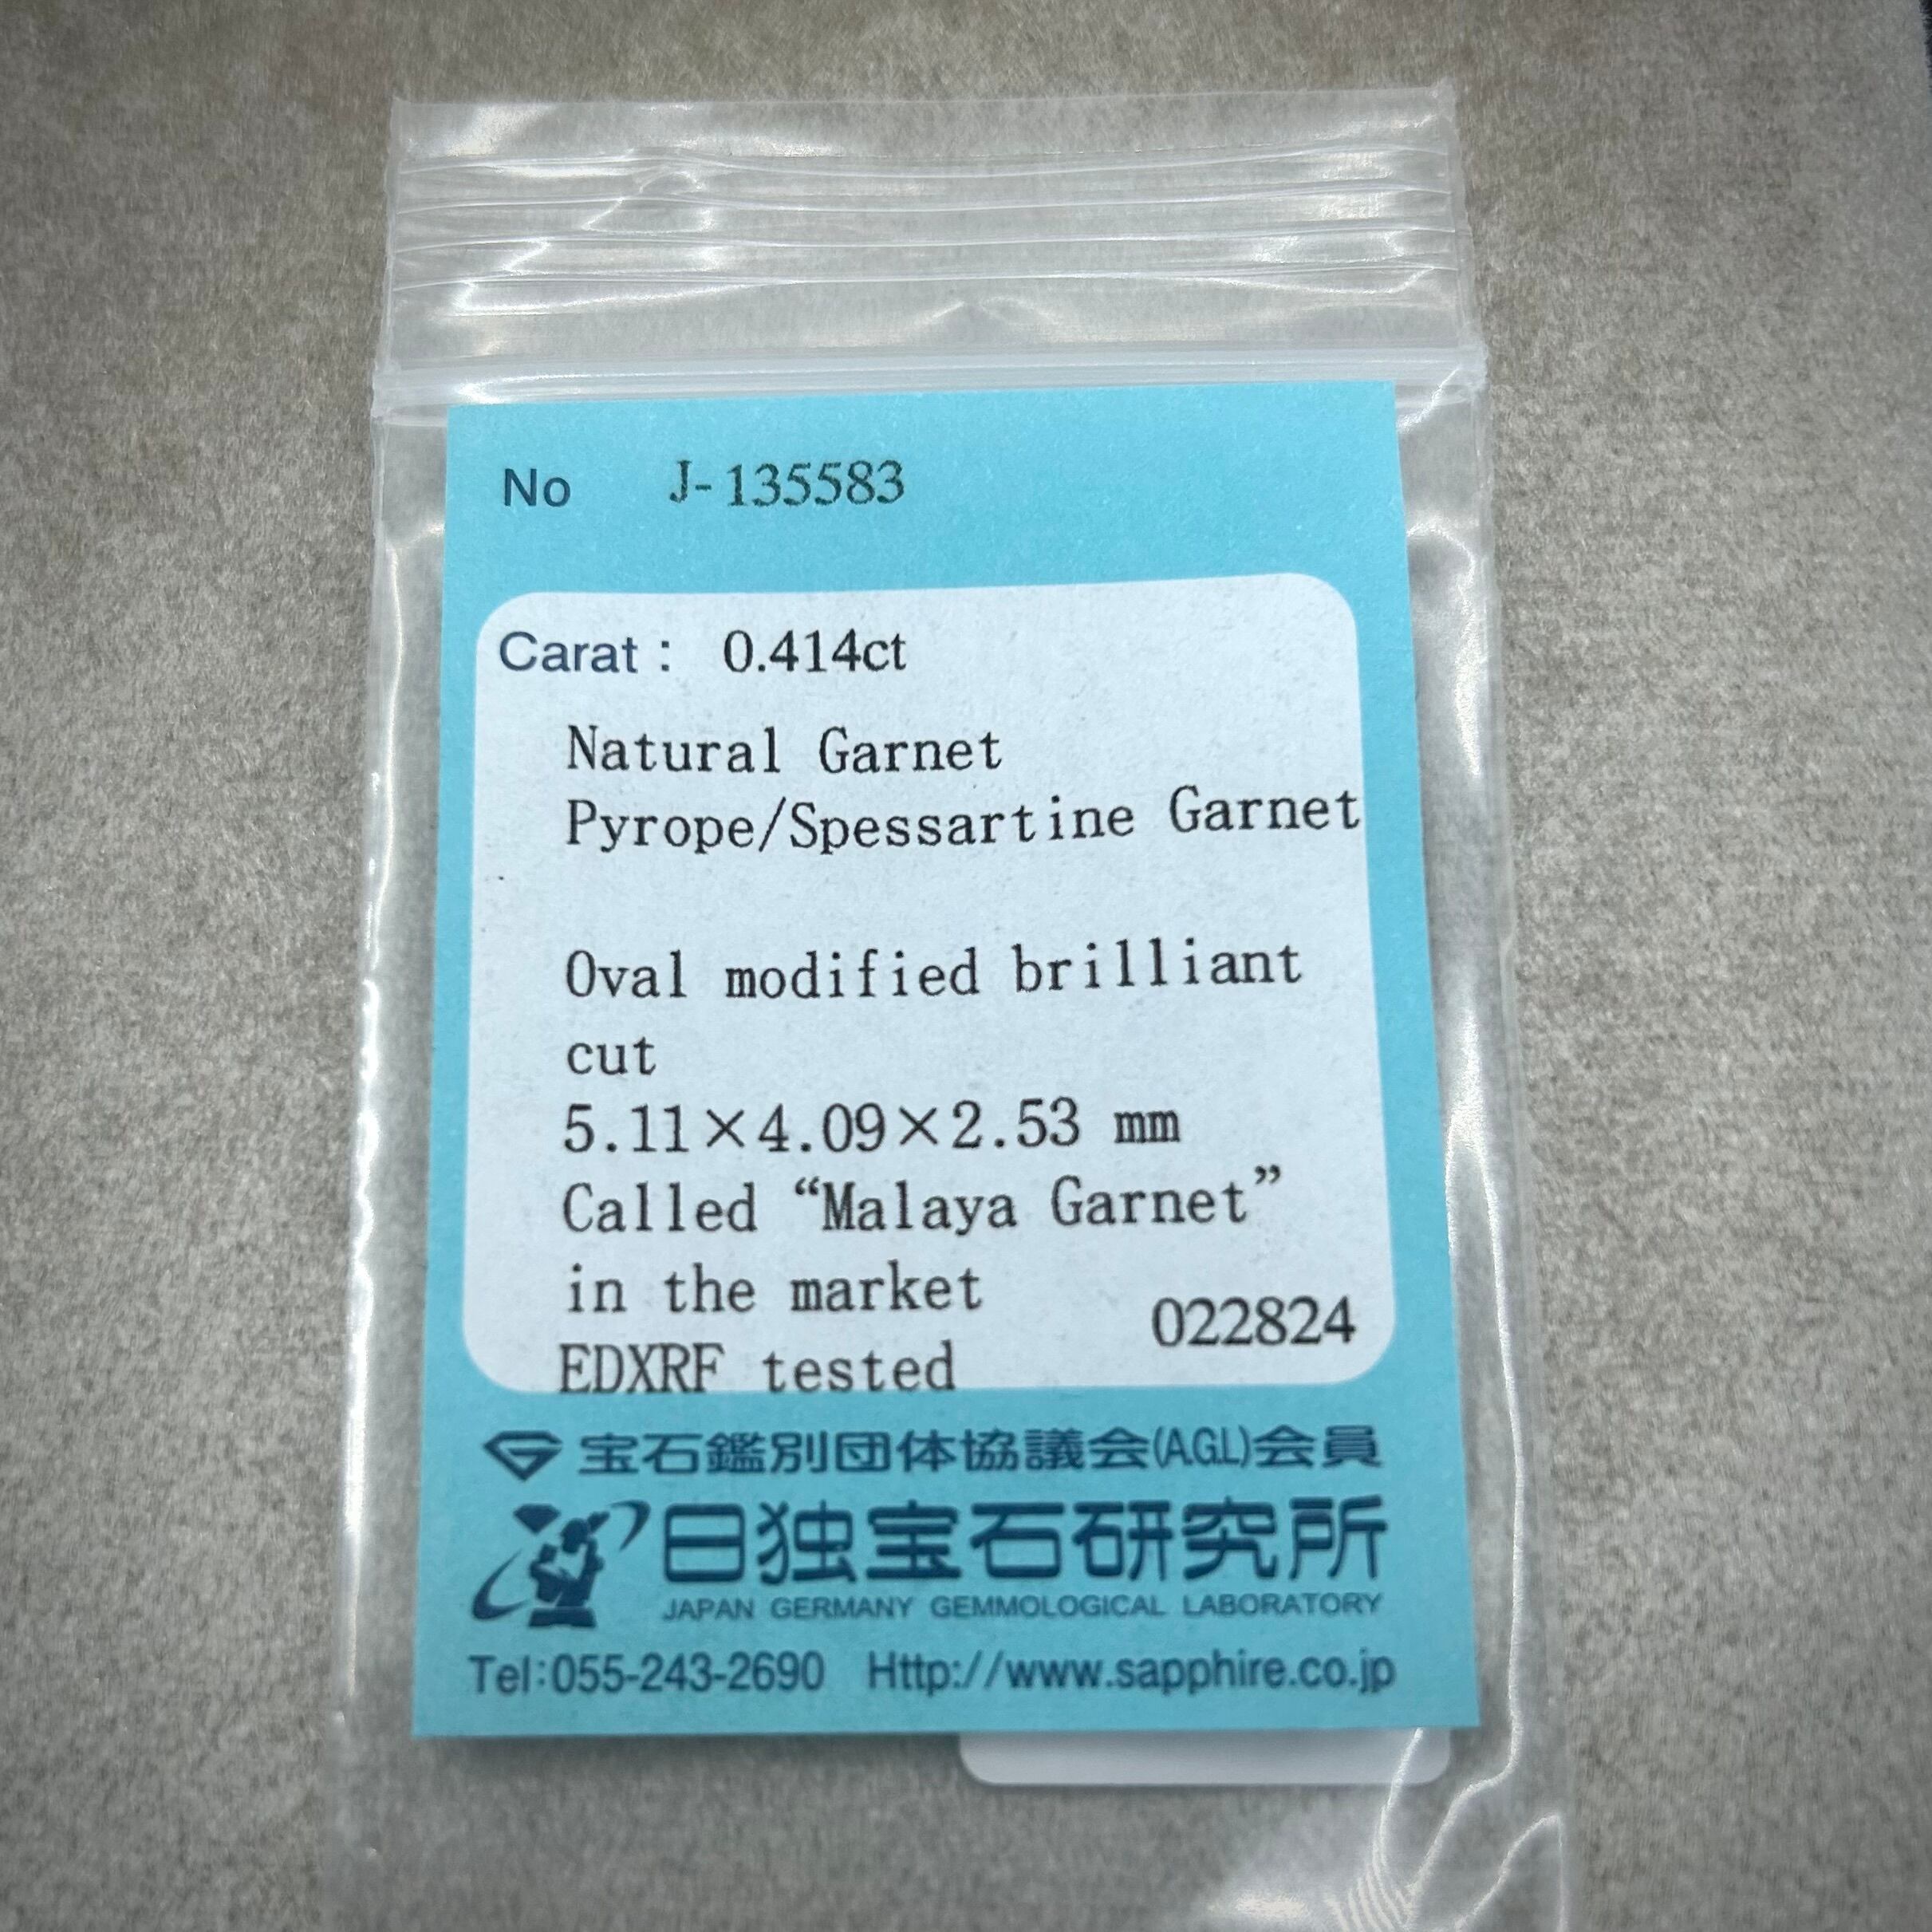 No J-135583
Carat : 0.414ct
Natural Garnet
Pyrope/Spessartine Garnet
Oval modified brilliant
cut
5.11×4.09×2.53 mm
Called “Malaya Garnet”
in the market
022824
EDXRF tested
宝石鑑別団体協議会(AGL)会員
日独宝石研究所
JAPAN GERMANY GEMMOLOGICAL LABORATORY
Tel:055-243-2690 Http://www.sapphire.co.jp